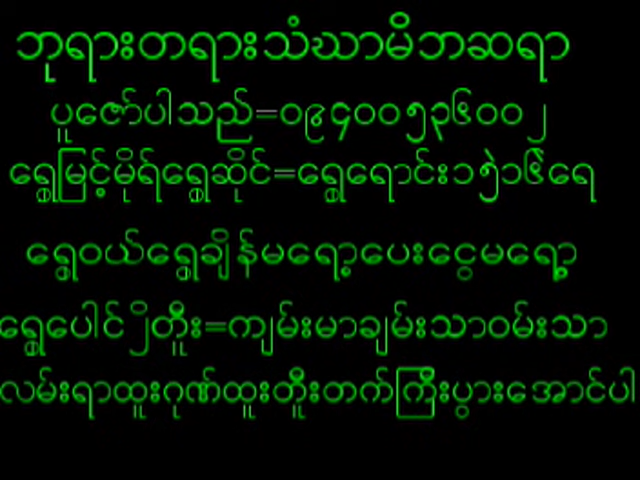 ဘုရားတရားသံဃာမိဘဆရာ
ပူဇော်ပါသည်=၀၉၄၀၀၅၃၆၀၀၂
ရွှေမြင့်မိုရ်ရွှေဆိုင်=ရွှေရောင်း၁၅ဲ၁၆ဲရေ
ရွှေဝယ်ရွှေချိန်မရော့ပေးငွေမရော့
ရွှေပေါင်၂ိတိူး=ကျမ်းမာချမ်းသာဝမ်းသာ
လမ်းရာထူးဂုဏ်ထူးတိူးတက်ကြီးပွားအောင်ပါ